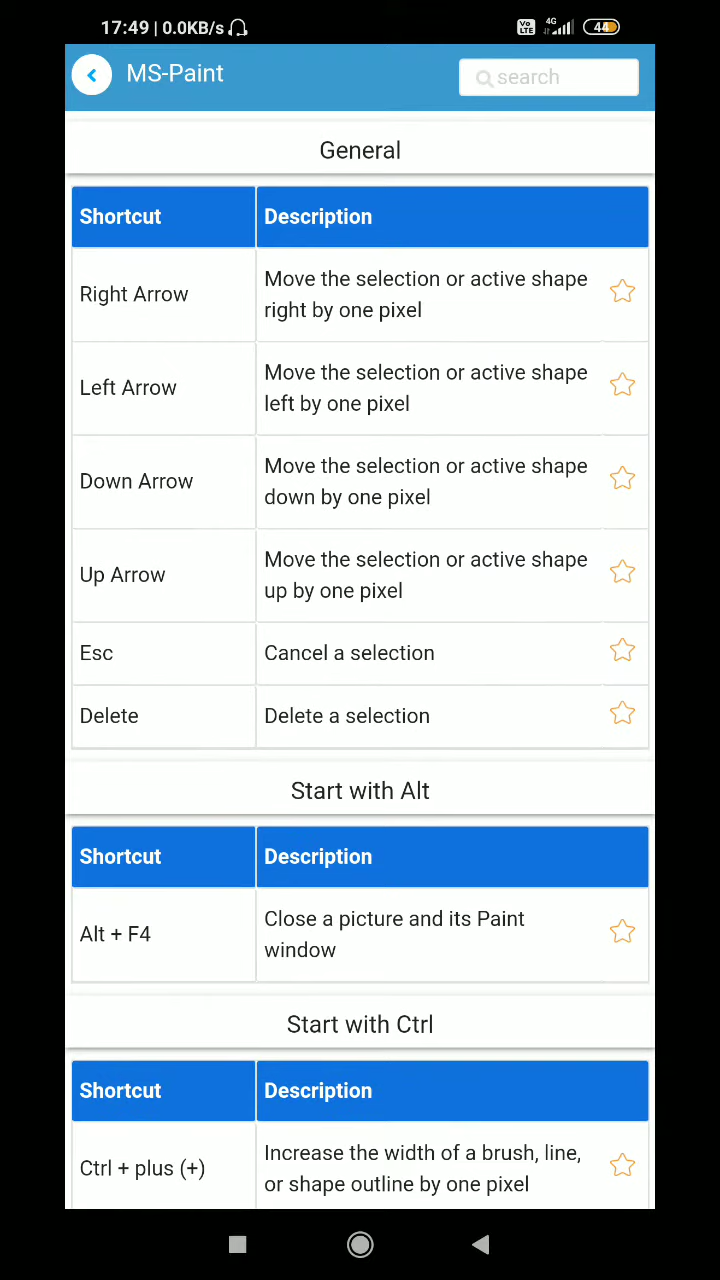 17:49 | 0.0KB/s
Vo LTE 4G 44
MS-Paint
search
General
Shortcut Description
Right Arrow Move the selection or active shape
right by one pixel
Left Arrow Move the selection or active shape
left by one pixel
Down Arrow Move the selection or active shape
down by one pixel
Up Arrow Move the selection or active shape
up by one pixel
Esc Cancel a selection
Delete Delete a selection
Start with Alt
Shortcut Description
Alt + F4 Close a picture and its Paint
window
Start with Ctrl
Shortcut Description
Ctrl + plus (+) Increase the width of a brush, line,
or shape outline by one pixel